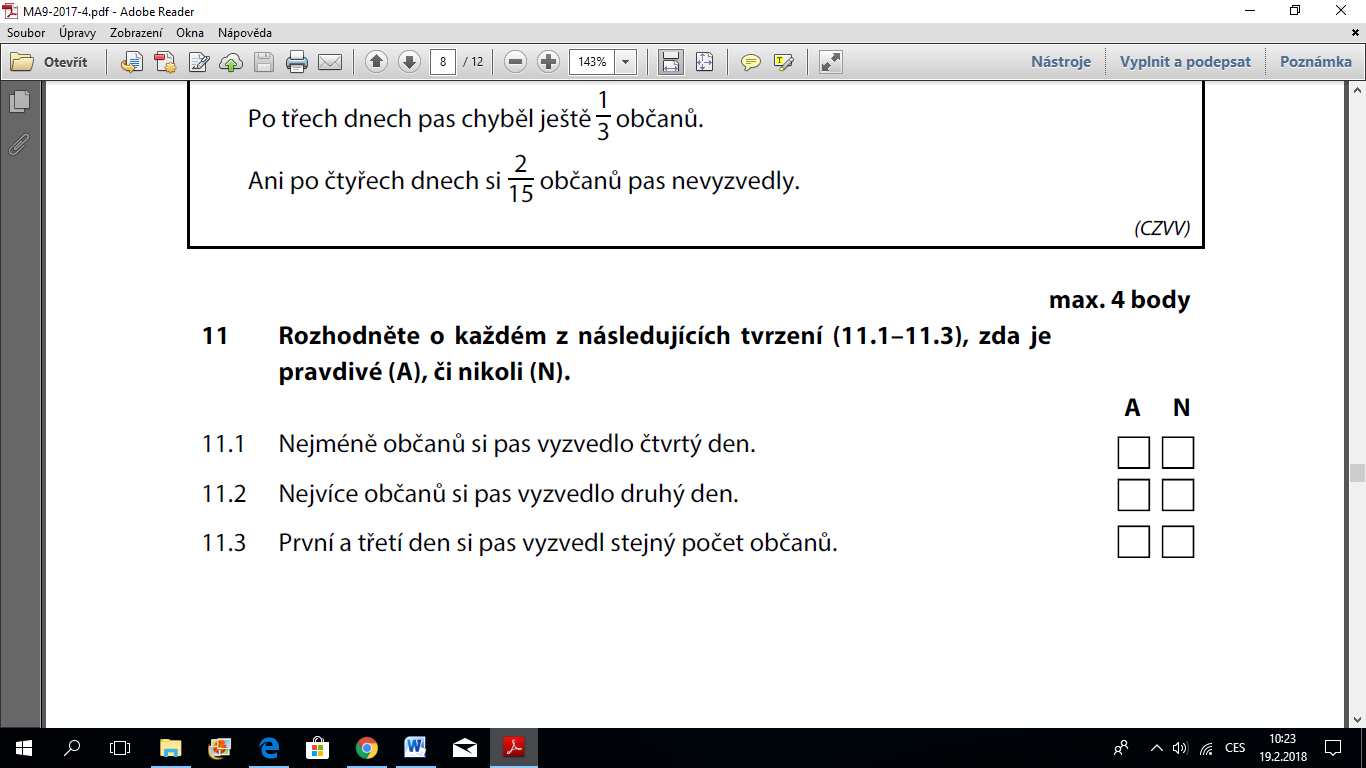 MA9-2017-4.pdf - Adobe Reader
Soubor Úpravy Zobrazení Okna Nápověda
Otevřít 8 / 12 143% Nástroje Vyplnit a podepsat Poznámka
Po třech dnech pas chyběl ještě 1/3 občanů.
Ani po čtyřech dnech si 2/15 občanů pas nevyzvedly.
(CZVV)
max. 4 body
11 Rozhodněte o každém z následujících tvrzení (11.1–11.3), zda je
pravdivé (A), či nikoli (N).
A N
11.1 Nejméně občanů si pas vyzvedlo čtvrtý den.
11.2 Nejvíce občanů si pas vyzvedlo druhý den.
11.3 První a třetí den si pas vyzvedl stejný počet občanů.
CES 10:23
19.2.2018